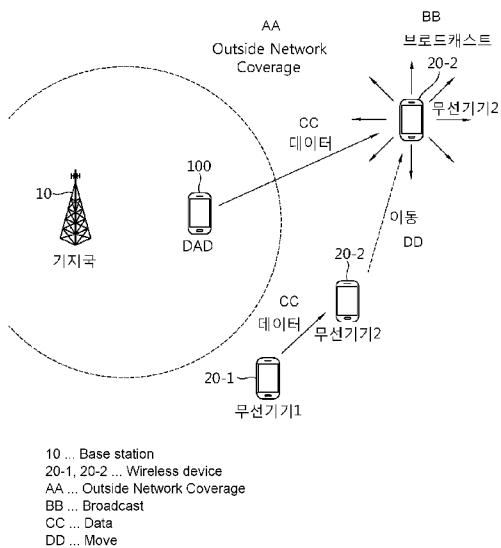 AA
Outside Network
Coverage
BB
브로드캐스트
20-2
무선기기2
CC
데이터
100
10
DAD
기지국
이동
DD
20-2
CC
데이터
무선기기2
20-1
무선기기1
10 ... Base station
20-1, 20-2 ... Wireless device
AA ... Outside Network Coverage
BB ... Broadcast
CC ... Data
DD ... Move